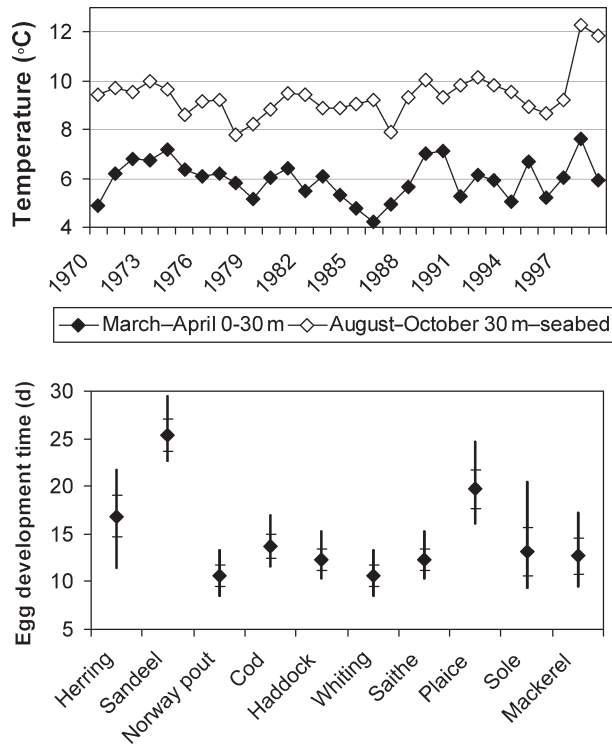 Temperature (°C)
12
10
8
6
4
1970 1973 1976 1979 1982 1985 1988 1991 1994 1997
March–April 0-30 m August–October 30 m–seabed
Egg development time (d)
30
25
20
15
10
5
Herring Sandeel Norway pout Cod Haddock Whiting Saithe Plaice Sole Mackerel